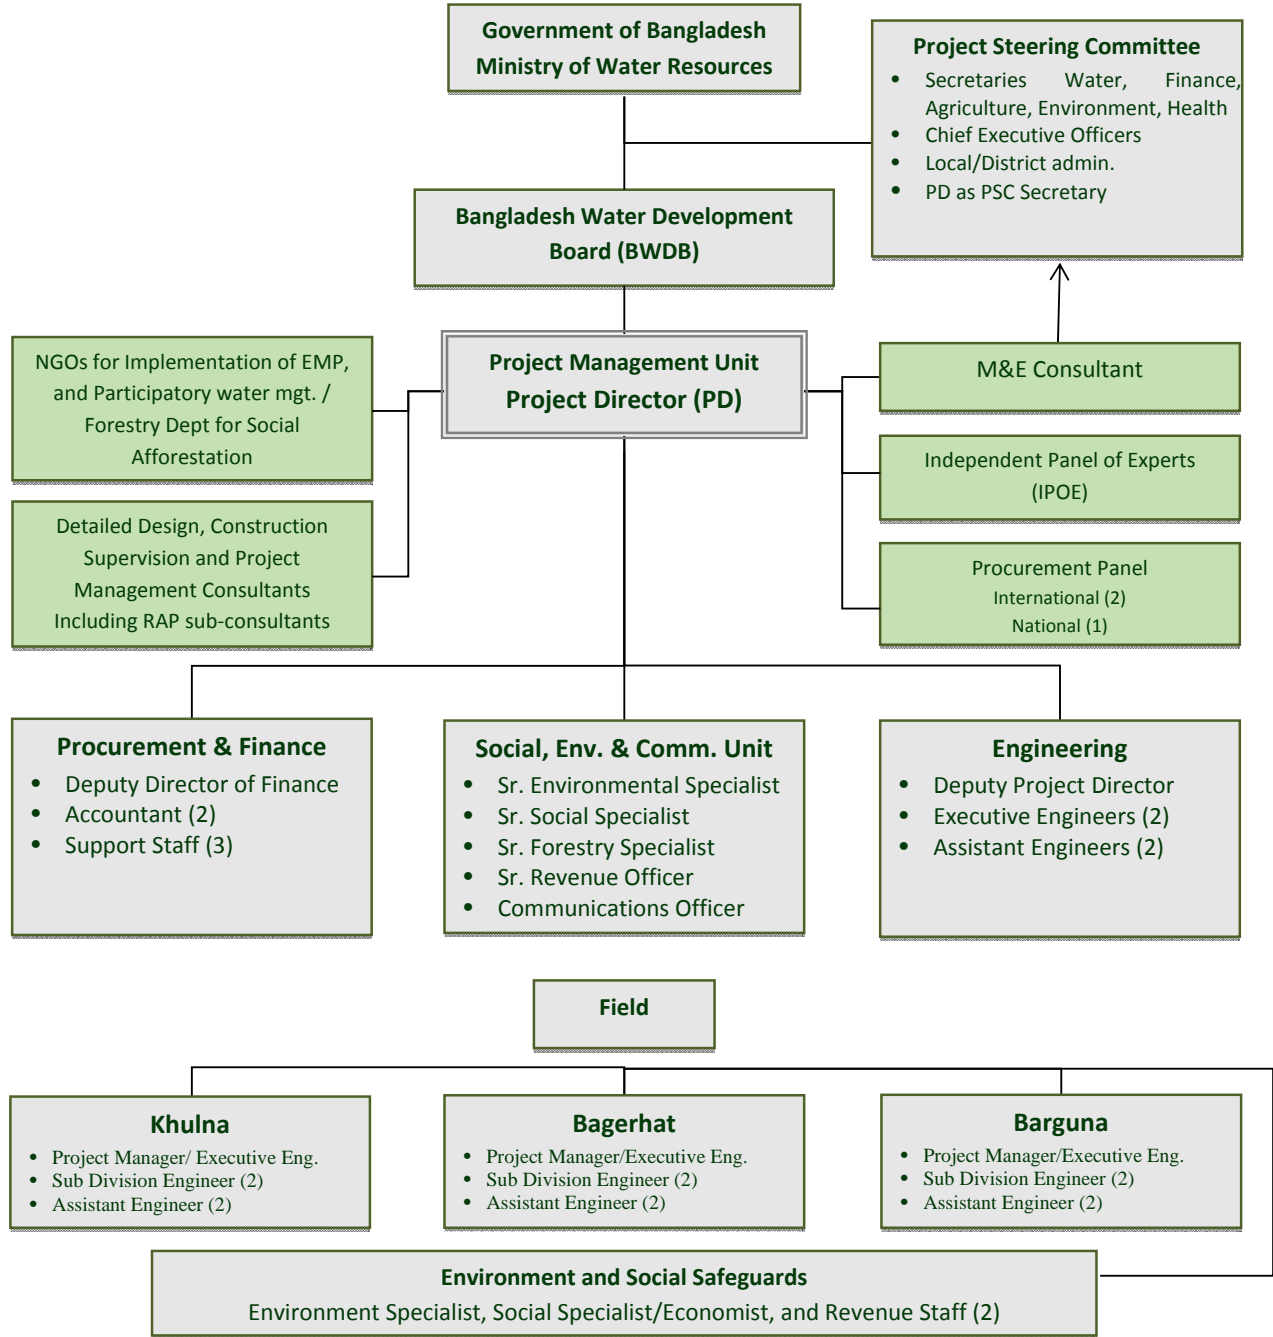 Government of Bangladesh
Ministry of Water Resources
Project Steering Committee
• Secretaries Water, Finance,
Agriculture, Environment, Health
• Chief Executive Officers
• Local/District admin.
• PD as PSC Secretary
Bangladesh Water Development
Board (BWDB)
NGOs for Implementation of EMP,
and Participatory water mgt. /
Forestry Dept for Social
Afforestation
Project Management Unit
Project Director (PD)
M&E Consultant
Independent Panel of Experts
(IPOE)
Detailed Design, Construction
Supervision and Project
Management Consultants
Including RAP sub-consultants
Procurement Panel
International (2)
National (1)
Procurement & Finance
• Deputy Director of Finance
• Accountant (2)
• Support Staff (3)
Social, Env. & Comm. Unit
• Sr. Environmental Specialist
• Sr. Social Specialist
• Sr. Forestry Specialist
• Sr. Revenue Officer
• Communications Officer
Engineering
• Deputy Project Director
• Executive Engineers (2)
• Assistant Engineers (2)
Field
Khulna
• Project Manager/ Executive Eng.
• Sub Division Engineer (2)
• Assistant Engineer (2)
Bagerhat
• Project Manager/Executive Eng.
• Sub Division Engineer (2)
• Assistant Engineer (2)
Barguna
• Project Manager/Executive Eng.
• Sub Division Engineer (2)
• Assistant Engineer (2)
Environment and Social Safeguards
Environment Specialist, Social Specialist/Economist, and Revenue Staff (2)